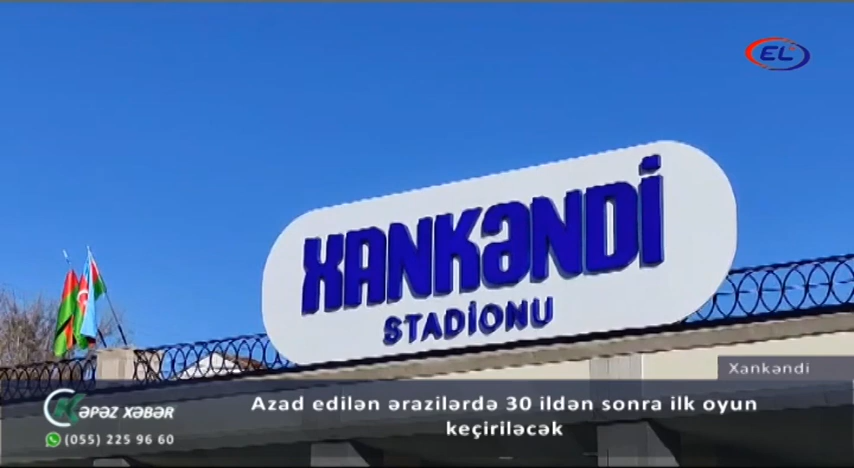 EL
XANKƏNDİ
STADİONU
Xankəndi
KƏPƏZ XƏBƏR
(055) 225 96 60
Azad edilən ərazilərdə 30 ildən sonra ilk oyun
keçiriləcək